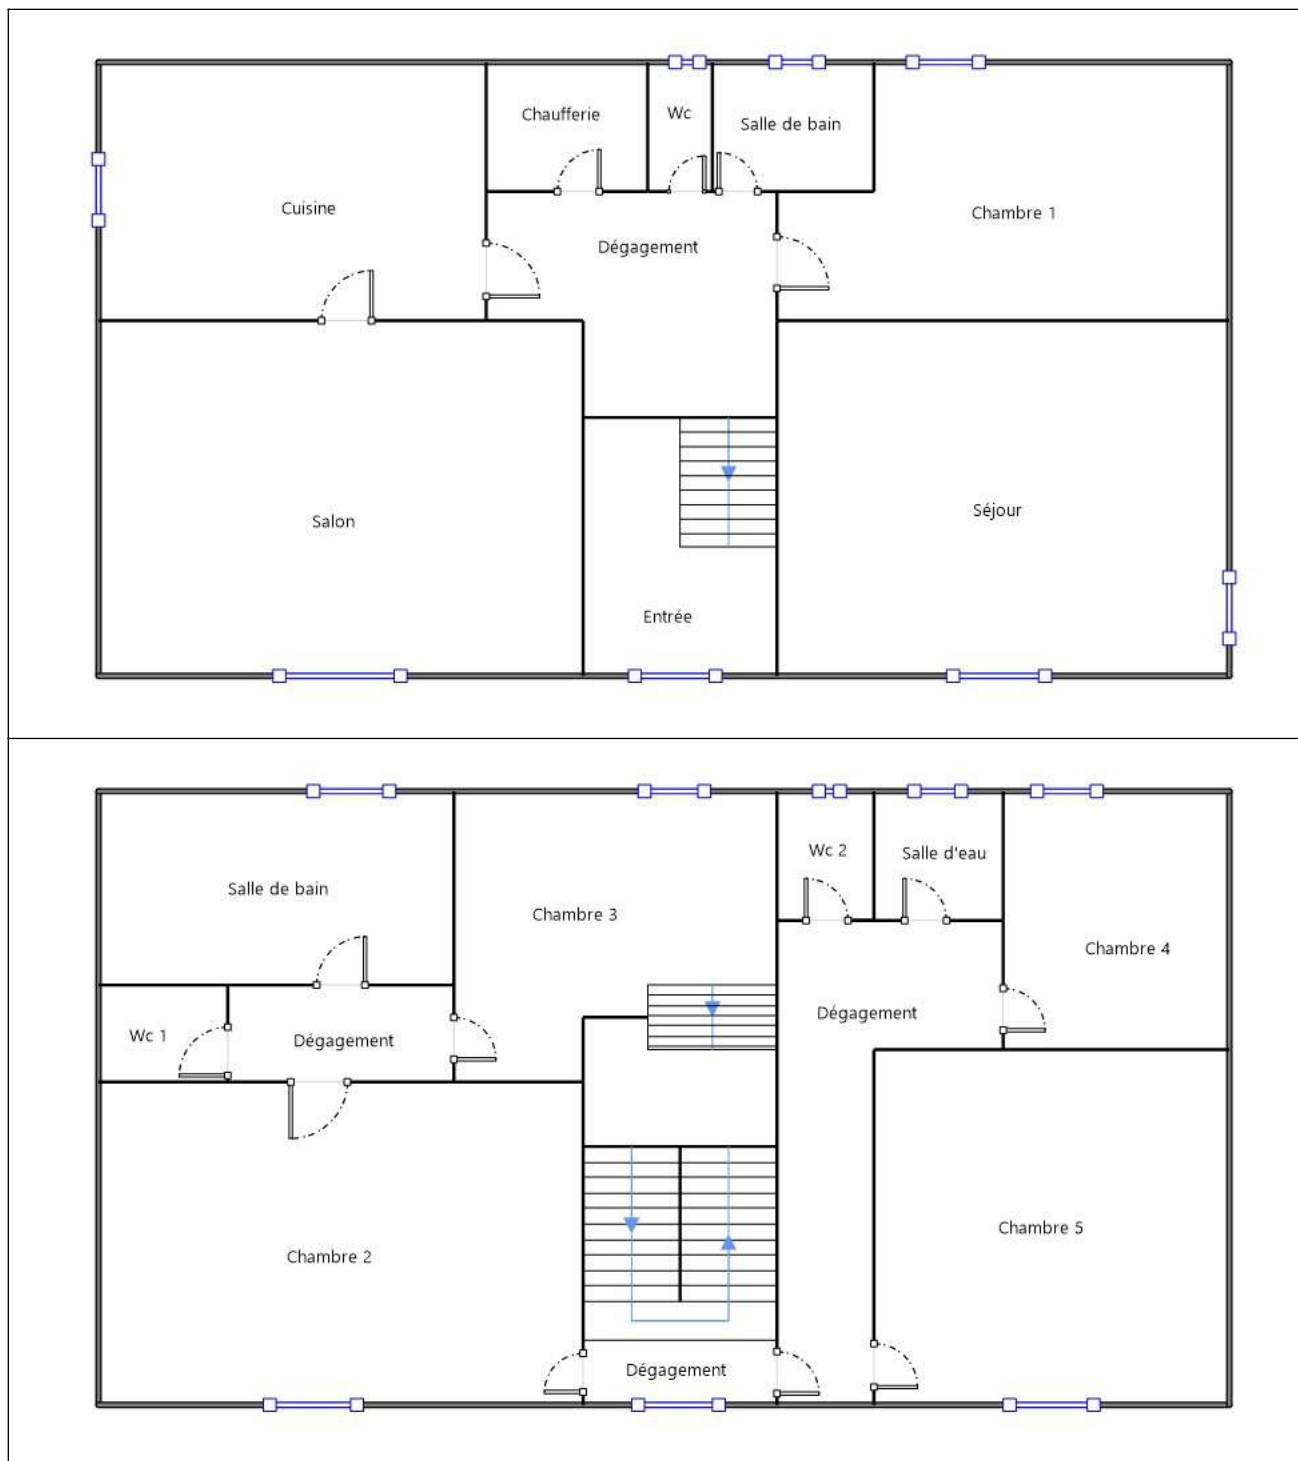 Chaufferie
Wc
Salle de bain
Cuisine
Chambre 1
Dégagement
Salon
Séjour
Entrée
Wc 2
Salle d'eau
Salle de bain
Chambre 3
Chambre 4
Dégagement
Wc 1
Dégagement
Chambre 5
Chambre 2
Dégagement